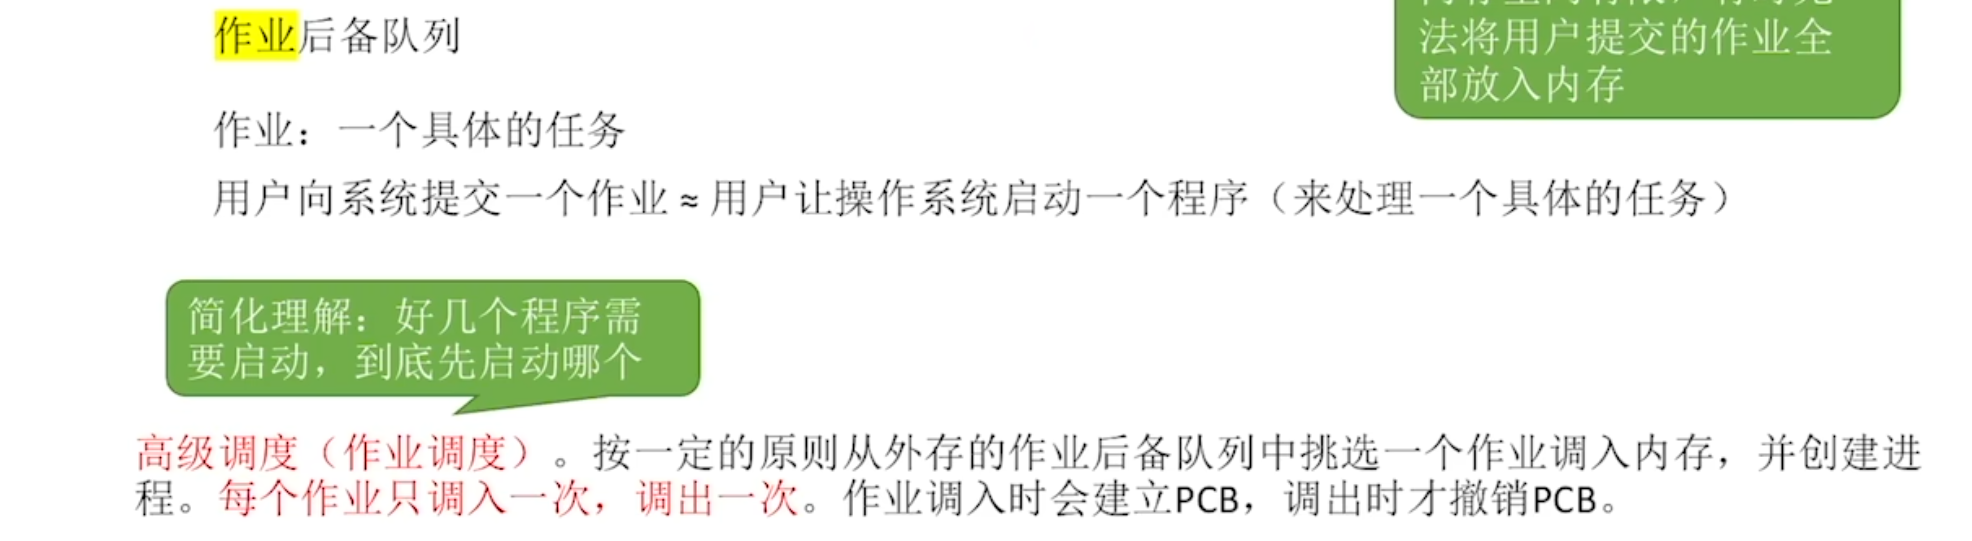 作业后备队列
法将用户提交的作业全
部放入内存
作业：一个具体的任务
用户向系统提交一个作业 ≈ 用户让操作系统启动一个程序（来处理一个具体的任务）
简化理解：好几个程序需
要启动，到底先启动哪个
高级调度（作业调度）。按一定的原则从外存的作业后备队列中挑选一个作业调入内存，并创建进
程。每个作业只调入一次，调出一次。作业调入时会建立PCB，调出时才撤销PCB。